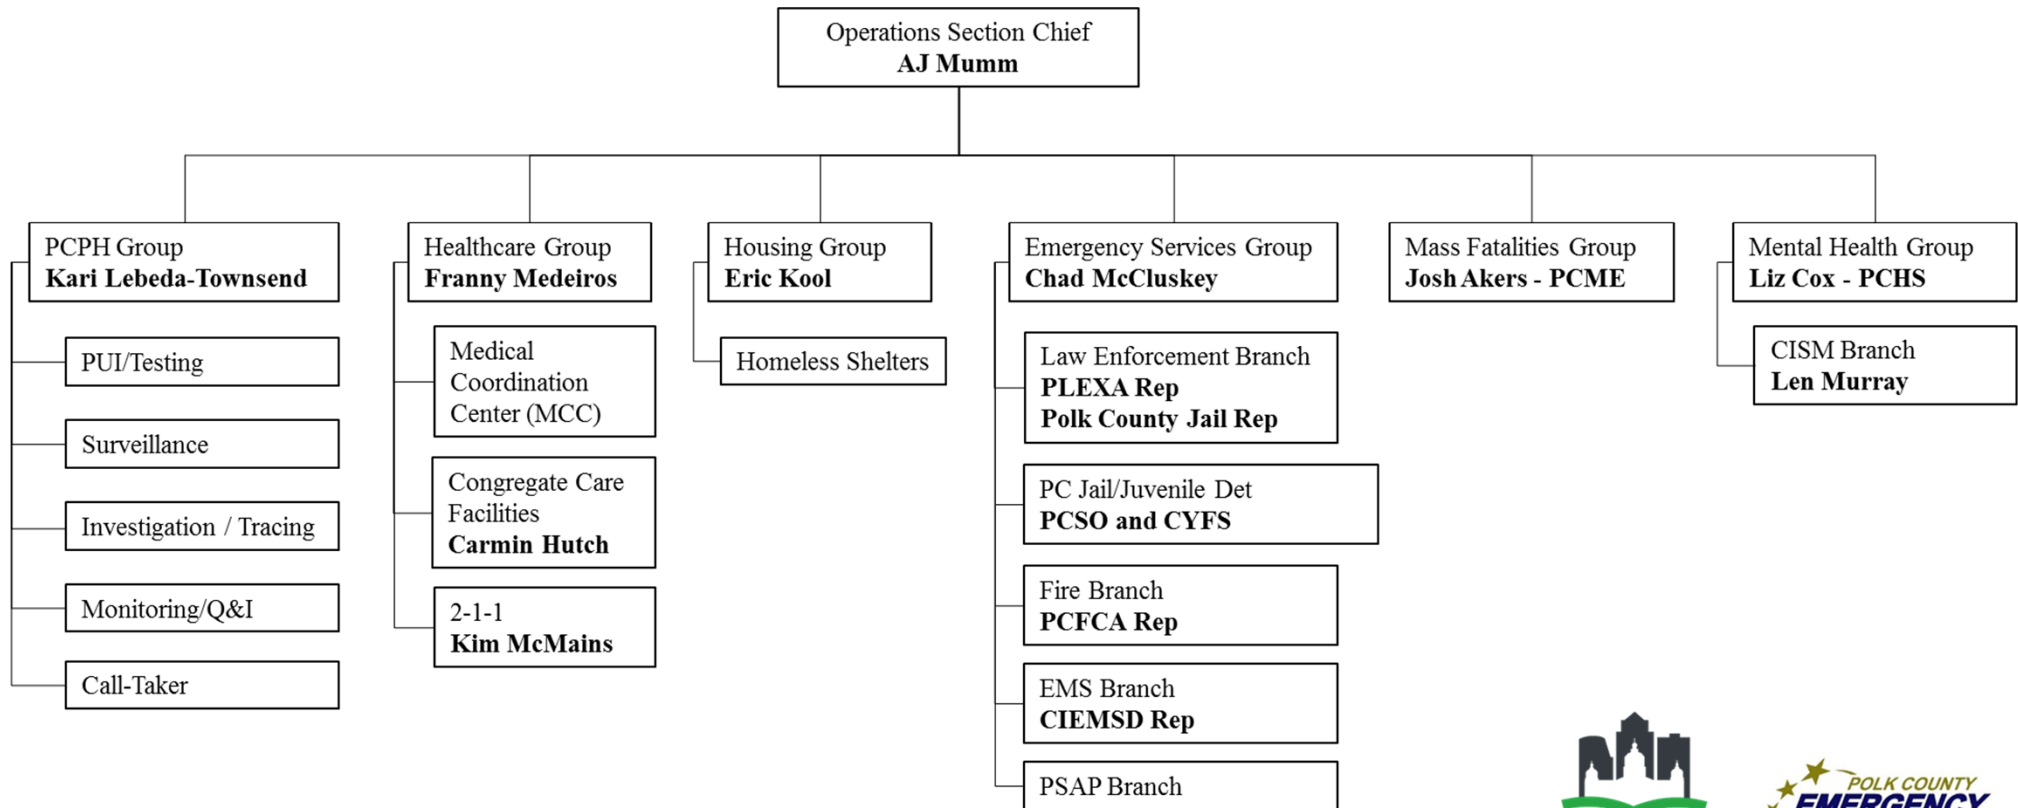 Operations Section Chief
AJ Mumm
PCPH Group
Kari Lebeda-Townsend
PUI/Testing
Surveillance
Investigation / Tracing
Monitoring/Q&I
Call-Taker
Healthcare Group
Franny Medeiros
Medical
Coordination
Center (MCC)
Congregate Care
Facilities
Carmin Hutch
2-1-1
Kim McMains
Housing Group
Eric Kool
Homeless Shelters
Emergency Services Group
Chad McCluskey
Law Enforcement Branch
PLEXA Rep
Polk County Jail Rep
PC Jail/Juvenile Det
PCSO and CYFS
Fire Branch
PCFCA Rep
EMS Branch
CIEMSD Rep
PSAP Branch
Mass Fatalities Group
Josh Akers - PCME
Mental Health Group
Liz Cox - PCHS
CISM Branch
Len Murray
POLK COUNTY
EMERGENCY